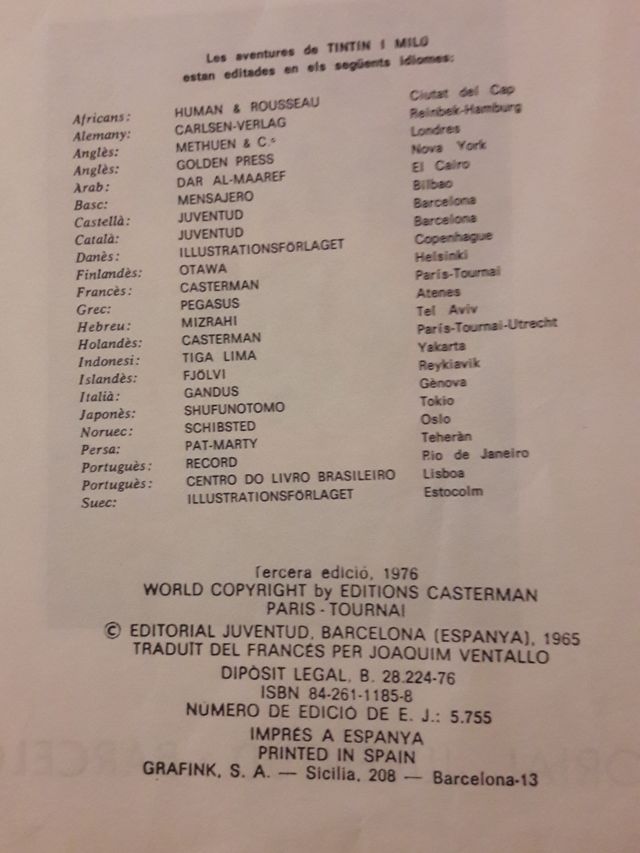 Les aventures de TINTIN I MILÚ
estan editades en els següents idiomes:
Africans: HUMAN & ROUSSEAU Ciutat del Cap
Alemany: CARLSEN-VERLAG Reinbek-Hamburg
Anglès: METHUEN & C.º Londres
Anglès: GOLDEN PRESS Nova York
Àrab: DAR AL-MAAREF El Cairo
Basc: MENSAJERO Bilbao
Castellà: JUVENTUD Barcelona
Català: JUVENTUD Barcelona
Danès: ILLUSTRATIONSFÖRLAGET Copenhague
Finlandès: OTAWA Helsinki
Francès: CASTERMAN París-Tournai
Grec: PEGASUS Atenes
Hebreu: MIZRAHI Tel Aviv
Holandès: CASTERMAN París-Tournai-Utrecht
Indonesi: TIGA LIMA Yakarta
Islandès: FJÖLVI Reykiavik
Italià: GANDUS Gènova
Japonès: SHUFUNOTOMO Tokio
Noruec: SCHIBSTED Oslo
Persa: PAT-MARTY Teheràn
Portuguès: RECORD Rio de Janeiro
Portuguès: CENTRO DO LIVRO BRASILEIRO Lisboa
Suec: ILLUSTRATIONSFÖRLAGET Estocolm
Tercera edició, 1976
WORLD COPYRIGHT by EDITIONS CASTERMAN
PARIS - TOURNAI
© EDITORIAL JUVENTUD, BARCELONA (ESPANYA), 1965
TRADUÏT DEL FRANCÉS PER JOAQUIM VENTALLO
DIPÒSIT LEGAL, B. 28.224-76
ISBN 84-261-1185-8
NÚMERO DE EDICIÓ DE E. J.: 5.755
IMPRÉS A ESPANYA
PRINTED IN SPAIN
GRAFINK, S. A. — Sicilia, 208 — Barcelona-13